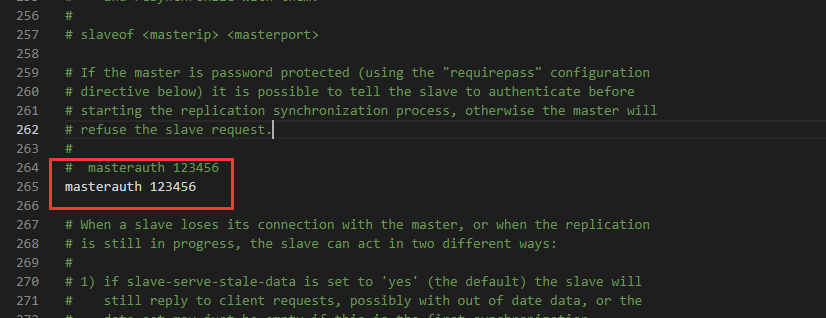 256 #
257 # slaveof <masterip> <masterport>
258
259 # If the master is password protected (using the "requirepass" configuration
260 # directive below) it is possible to tell the slave to authenticate before
261 # starting the replication synchronization process, otherwise the master will
262 # refuse the slave request.
263 #
264 #  masterauth 123456
265 masterauth 123456
266
267 # When a slave loses its connection with the master, or when the replication
268 # is still in progress, the slave can act in two different ways:
269 #
270 # 1) if slave-serve-stale-data is set to 'yes' (the default) the slave will
271 #    still reply to client requests, possibly with out of date data, or the